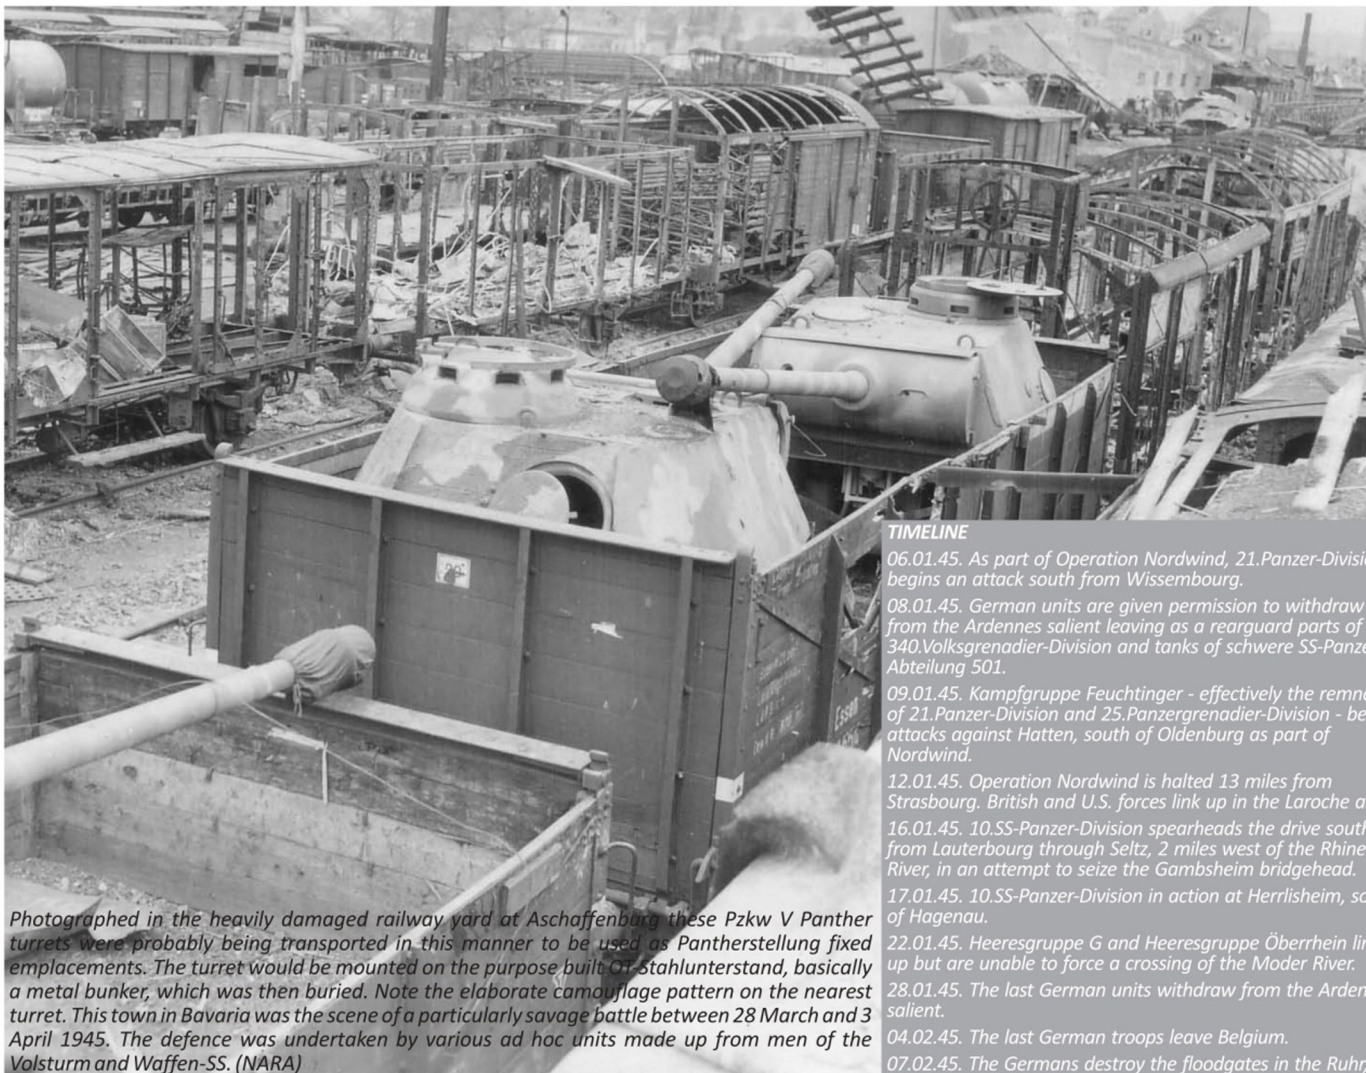 Essen
Photographed in the heavily damaged railway yard at Aschaffenburg these Pzkw V Panther
turrets were probably being transported in this manner to be used as Pantherstellung fixed
emplacements. The turret would be mounted on the purpose built OT-Stahlunterstand, basically
a metal bunker, which was then buried. Note the elaborate camouflage pattern on the nearest
turret. This town in Bavaria was the scene of a particularly savage battle between 28 March and 3
April 1945. The defence was undertaken by various ad hoc units made up from men of the
Volsturm and Waffen-SS. (NARA)
TIMELINE
06.01.45. As part of Operation Nordwind, 21.Panzer-Divisi
begins an attack south from Wissembourg.
08.01.45. German units are given permission to withdraw
from the Ardennes salient leaving as a rearguard parts of
340.Volksgrenadier-Division and tanks of schwere SS-Panze
Abteilung 501.
09.01.45. Kampfgruppe Feuchtinger - effectively the remn
of 21.Panzer-Division and 25.Panzergrenadier-Division - be
attacks against Hatten, south of Oldenburg as part of
Nordwind.
12.01.45. Operation Nordwind is halted 13 miles from
Strasbourg. British and U.S. forces link up in the Laroche a
16.01.45. 10.SS-Panzer-Division spearheads the drive sout
from Lauterbourg through Seltz, 2 miles west of the Rhine
River, in an attempt to seize the Gambsheim bridgehead.
17.01.45. 10.SS-Panzer-Division in action at Herrlisheim, so
of Hagenau.
22.01.45. Heeresgruppe G and Heeresgruppe Öberrhein li
up but are unable to force a crossing of the Moder River.
28.01.45. The last German units withdraw from the Arden
salient.
04.02.45. The last German troops leave Belgium.
07.02.45. The Germans destroy the floodgates in the Ruhr